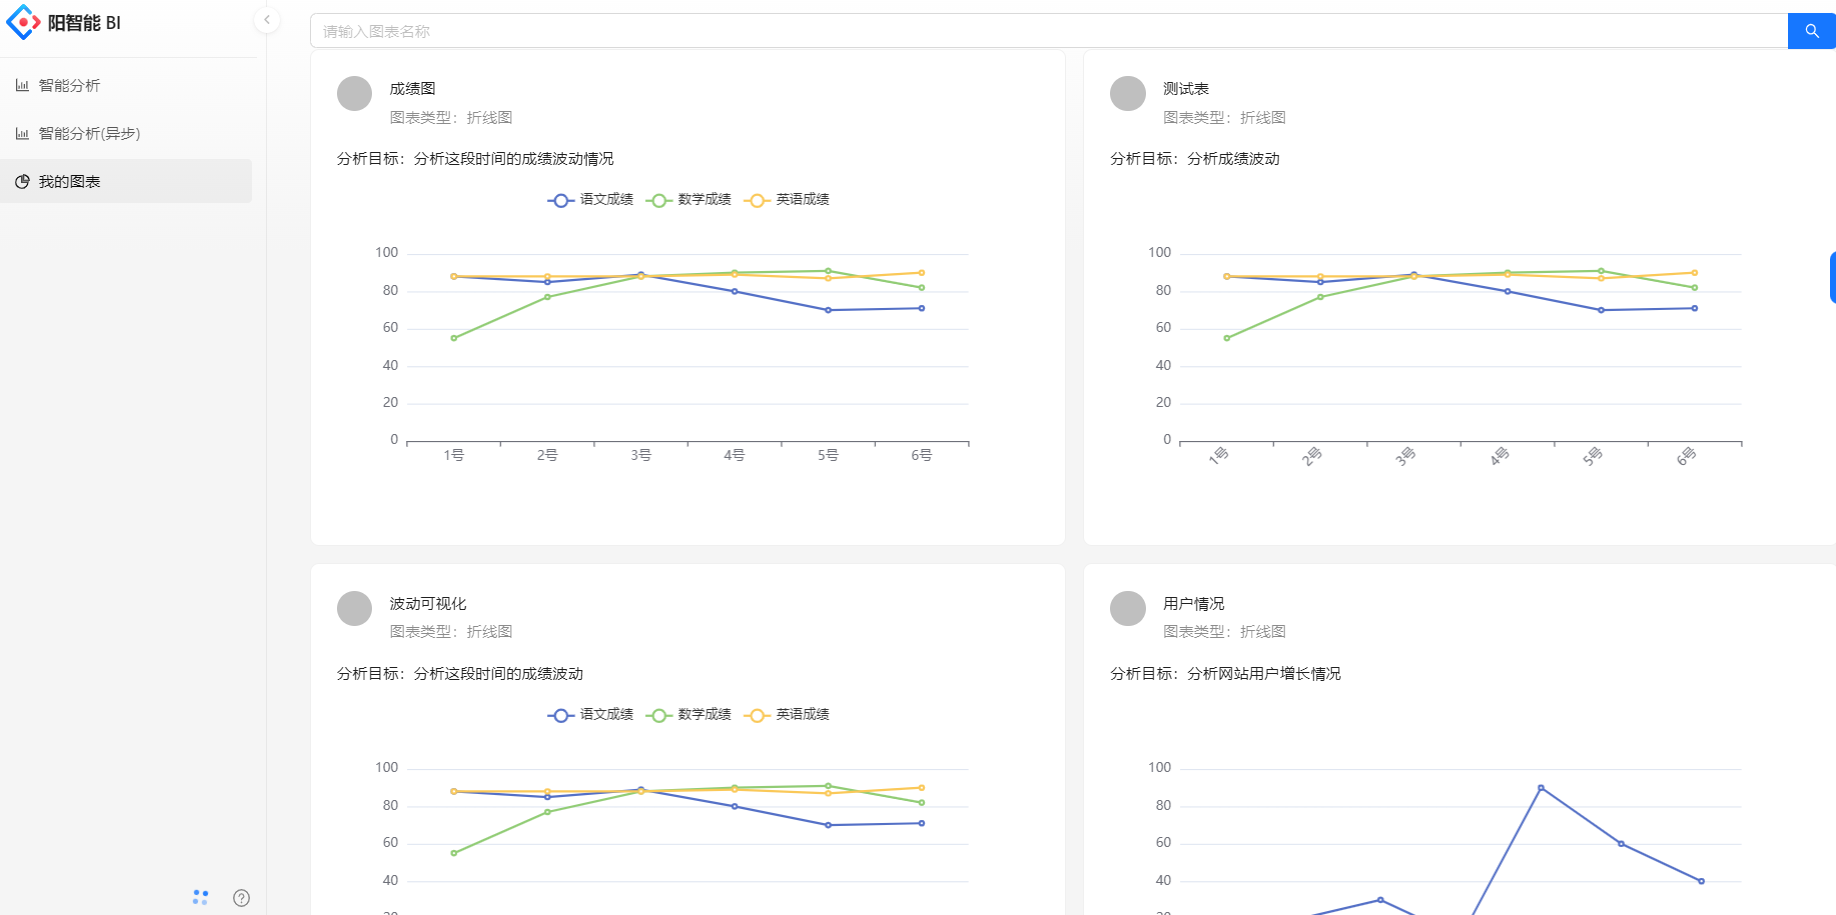 阳智能 BI
智能分析
智能分析(异步)
我的图表
请输入图表名称
成绩图
图表类型：折线图
分析目标：分析这段时间的成绩波动情况
语文成绩 数学成绩 英语成绩
100
80
60
40
20
0
1号 2号 3号 4号 5号 6号
测试表
图表类型：折线图
分析目标：分析成绩波动
100
80
60
40
20
0
1号 2号 3号 4号 5号 6号
波动可视化
图表类型：折线图
分析目标：分析这段时间的成绩波动
语文成绩 数学成绩 英语成绩
100
80
60
40
20
用户情况
图表类型：折线图
分析目标：分析网站用户增长情况
100
80
60
40
20